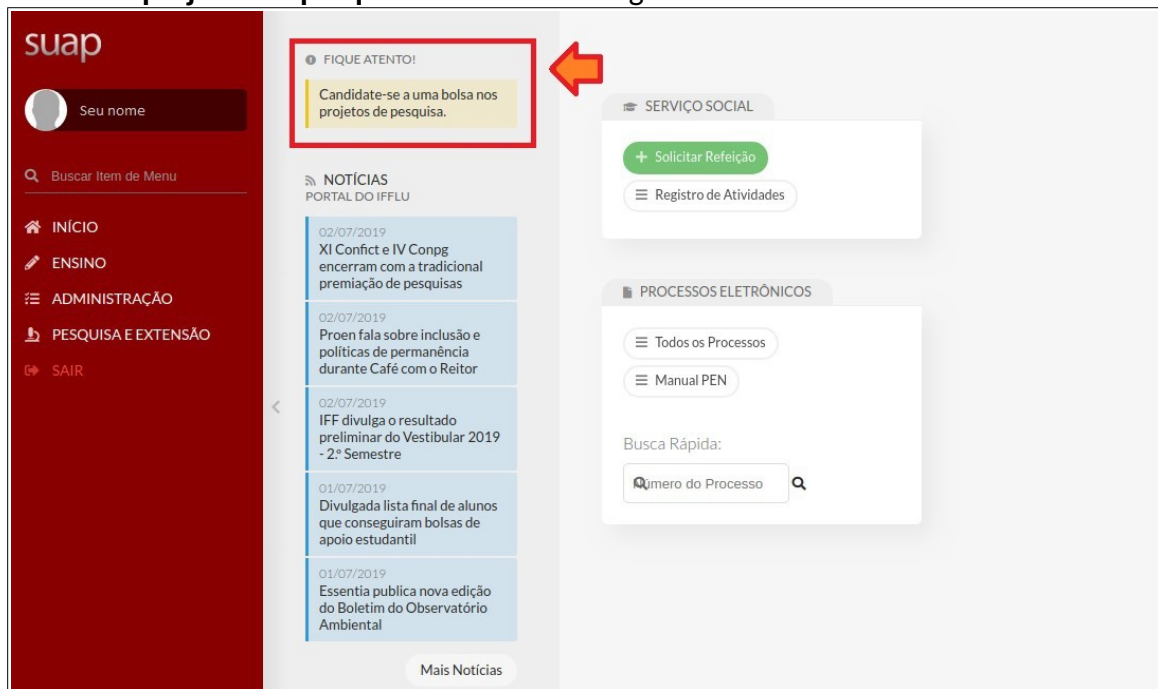 suap
Seu nome
Buscar Item de Menu
INÍCIO
ENSINO
ADMINISTRAÇÃO
PESQUISA E EXTENSÃO
SAIR
FIQUE ATENTO!
Candidate-se a uma bolsa nos
projetos de pesquisa.
NOTÍCIAS
PORTAL DO IFFLU
02/07/2019
XI Confict e IV Conpg
encerram com a tradicional
premiação de pesquisas
02/07/2019
Proen fala sobre inclusão e
políticas de permanência
durante Café com o Reitor
02/07/2019
IFF divulga o resultado
preliminar do Vestibular 2019
- 2.º Semestre
01/07/2019
Divulgada lista final de alunos
que conseguiram bolsas de
apoio estudantil
01/07/2019
Essentia publica nova edição
do Boletim do Observatório
Ambiental
Mais Notícias
SERVIÇO SOCIAL
+ Solicitar Refeição
Registro de Atividades
PROCESSOS ELETRÔNICOS
Todos os Processos
Manual PEN
Busca Rápida:
Número do Processo